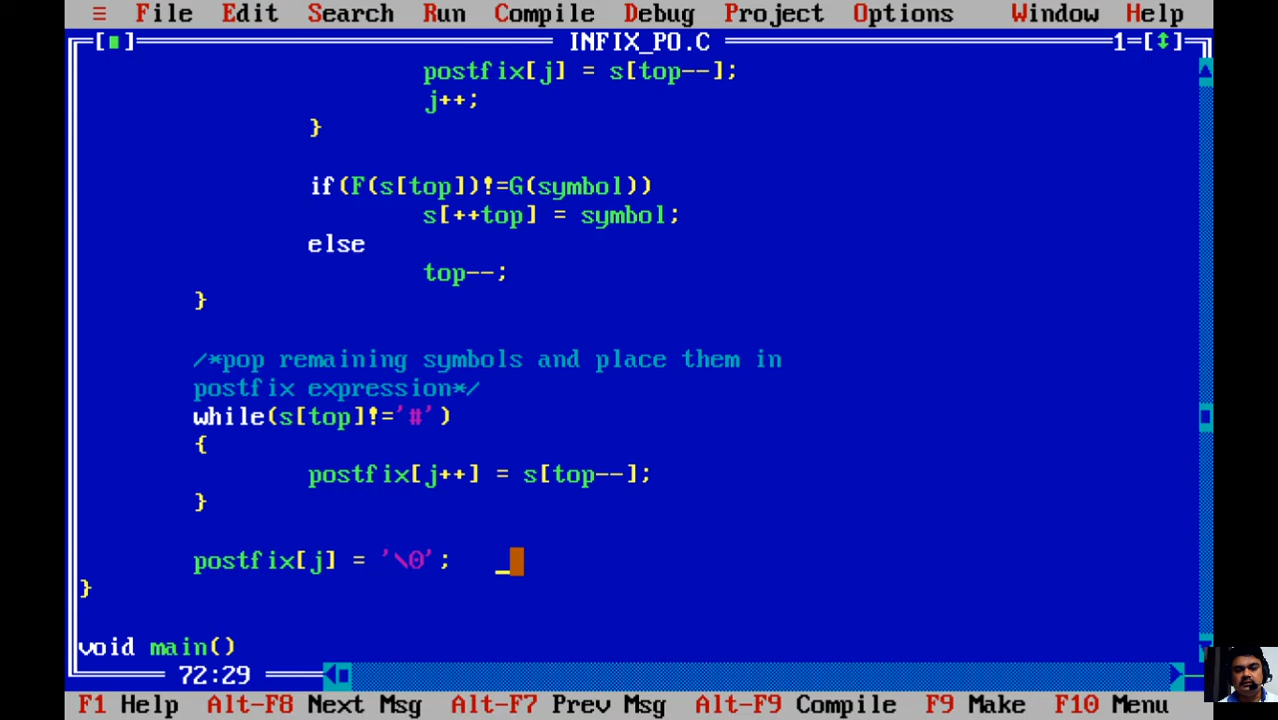 ≡ File Edit Search Run Compile Debug Project Options Window Help
[■] INFIX_PO.C 1=[↕]
postfix[j] = s[top--];
j++;
}
if(F(s[top])!=G(symbol))
s[++top] = symbol;
else
top--;
}
/*pop remaining symbols and place them in
postfix expression*/
while(s[top]!='#')
{
postfix[j++] = s[top--];
}
postfix[j] = '\0';
}
void main()
72:29
F1 Help Alt-F8 Next Msg Alt-F7 Prev Msg Alt-F9 Compile F9 Make F10 Menu